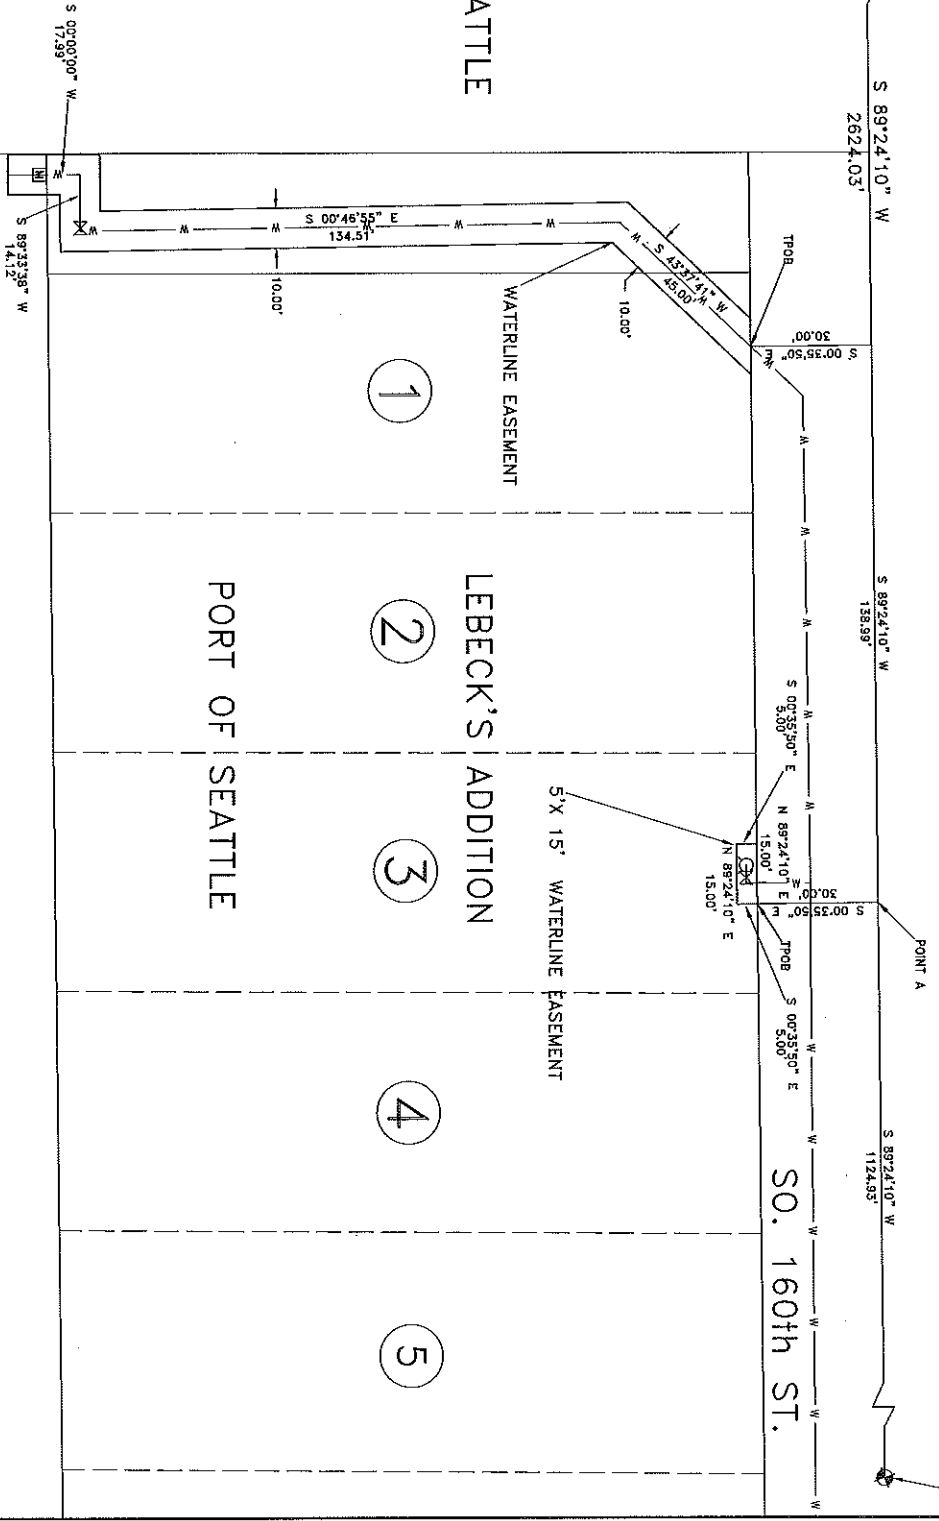 S 89°24'10" W
2624.03'
S 89°24'10" W
138.99'
S 89°24'10" W
1124.93'
POINT A
TPOB
S 00°35'50" E
30.00'
S 00°35'50" E
30.00'
TPOB
S 00°35'50" E
5.00'
N 89°24'10" E
15.00'
N 89°24'10" E
15.00'
S 00°35'50" E
5.00'
SO. 160th ST.
5'X 15' WATERLINE EASEMENT
WATERLINE EASEMENT
S 43°37'41" W
45.00'
10.00'
S 00°46'55" E
134.51'
10.00'
S 89°33'38" W
14.12'
S 00°00'00" W
17.99'
M
ATTLE
LEBECK'S ADDITION
PORT OF SEATTLE
1
2
3
4
5
W W W W W W W W W W W W W W W W W W W W W